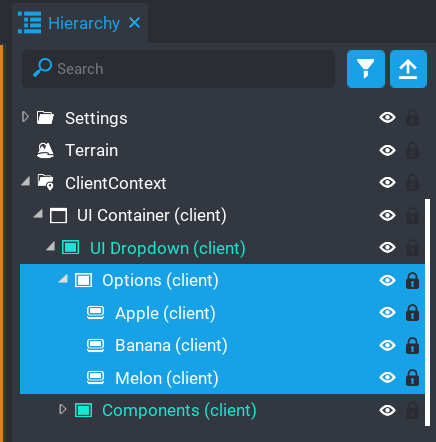 Hierarchy
Search
Settings
Terrain
ClientContext
UI Container (client)
UI Dropdown (client)
Options (client)
Apple (client)
Banana (client)
Melon (client)
Components (client)